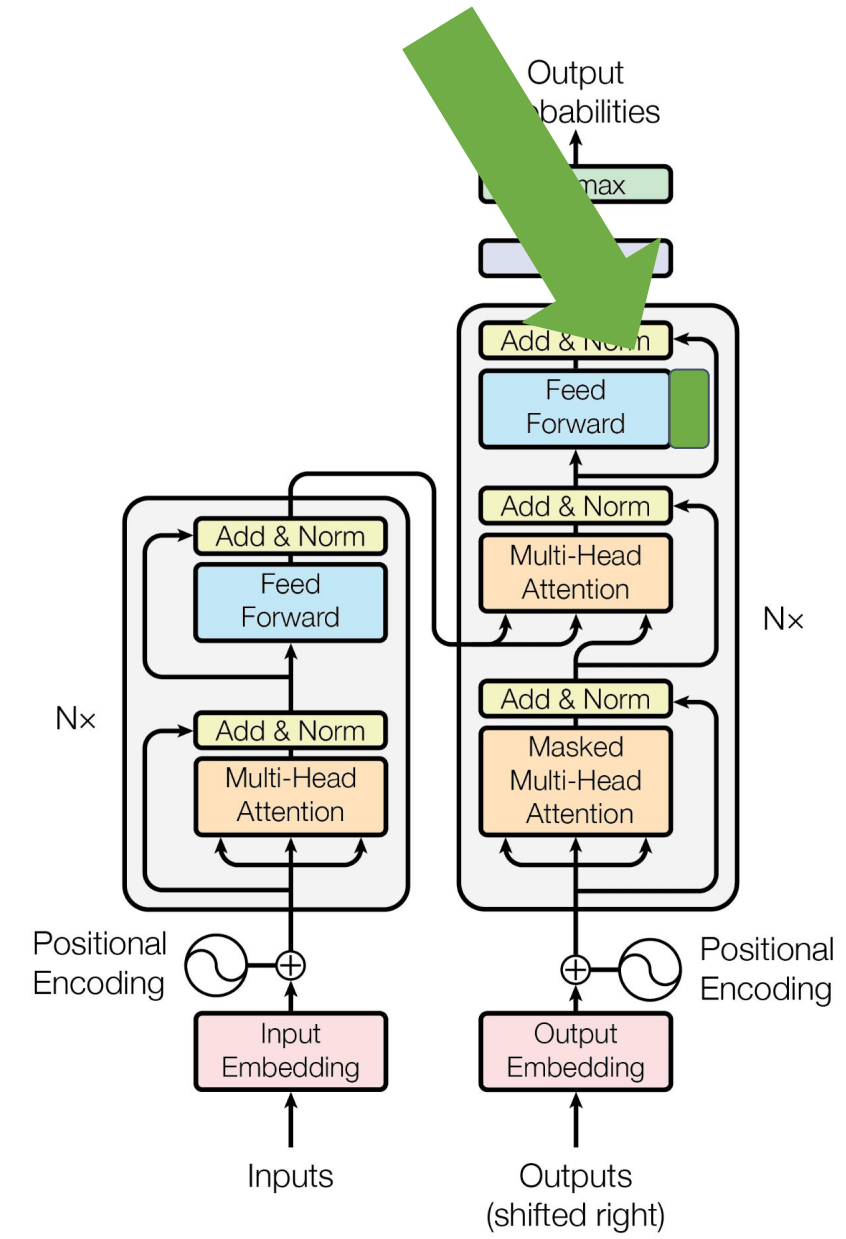 Output
babilities
max
Add & Norm
Feed
Forward
Add & Norm
Multi-Head
Attention
Add & Norm
Masked
Multi-Head
Attention
Nx
Add & Norm
Feed
Forward
Add & Norm
Multi-Head
Attention
Nx
Positional
Encoding
Positional
Encoding
Input
Embedding
Output
Embedding
Inputs
Outputs
(shifted right)